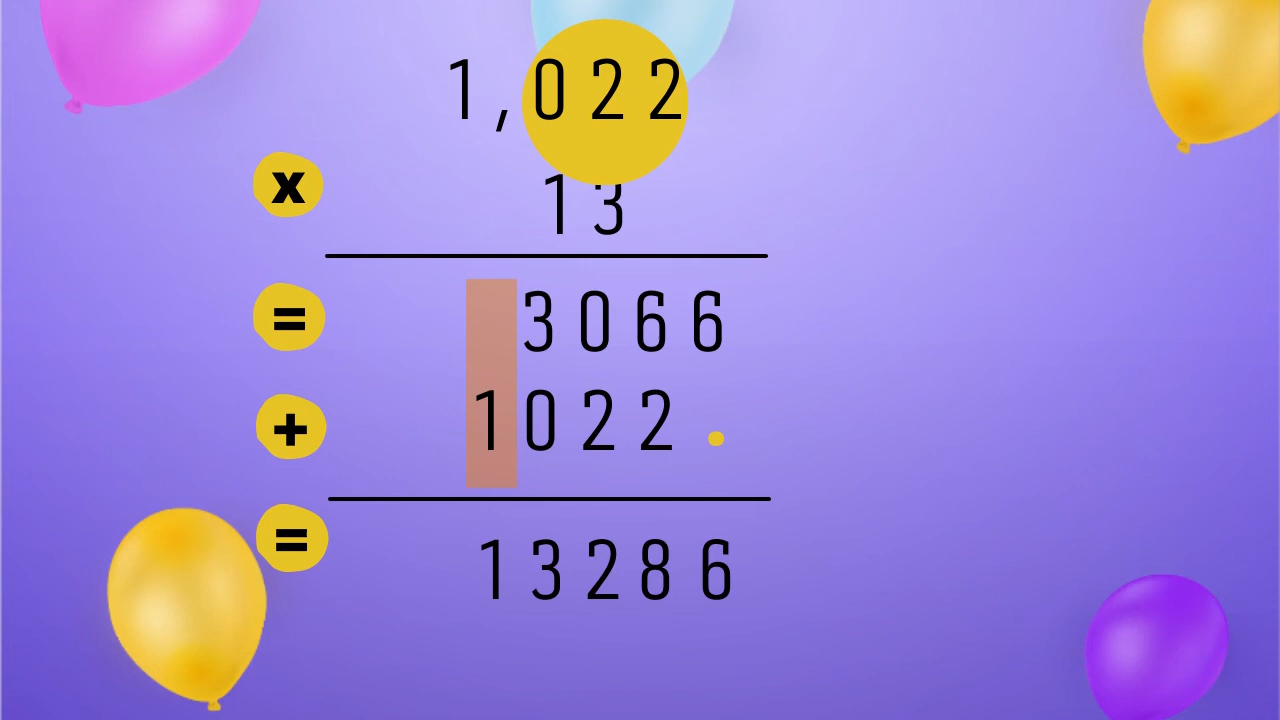 1,022
x 13
= 3066
+ 1022 .
= 13286